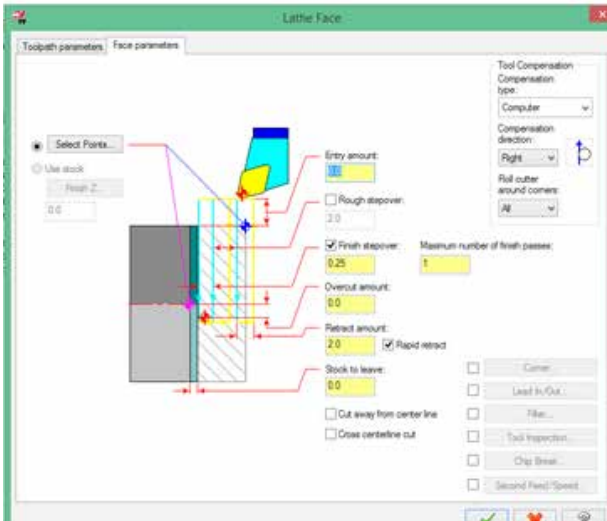 Lathe Face
Toolpath parameters
Face parameters
Tool Compensation
Compensation
type:
Computer
Compensation
direction:
Right
Roll cutter
around corners:
All
Select Points...
Use stock
Finish Z...
0.0
Entry amount:
0.0
Rough stepover:
2.0
Finish stepover:
0.25
Maximum number of finish passes:
1
Overcut amount:
0.0
Retract amount:
2.0
Rapid retract
Stock to leave:
0.0
Cut away from center line
Cross centerline cut
Corner...
Lead In/Out...
Filter...
Tool Inspection...
Chip Break...
Second Feed/Speed...